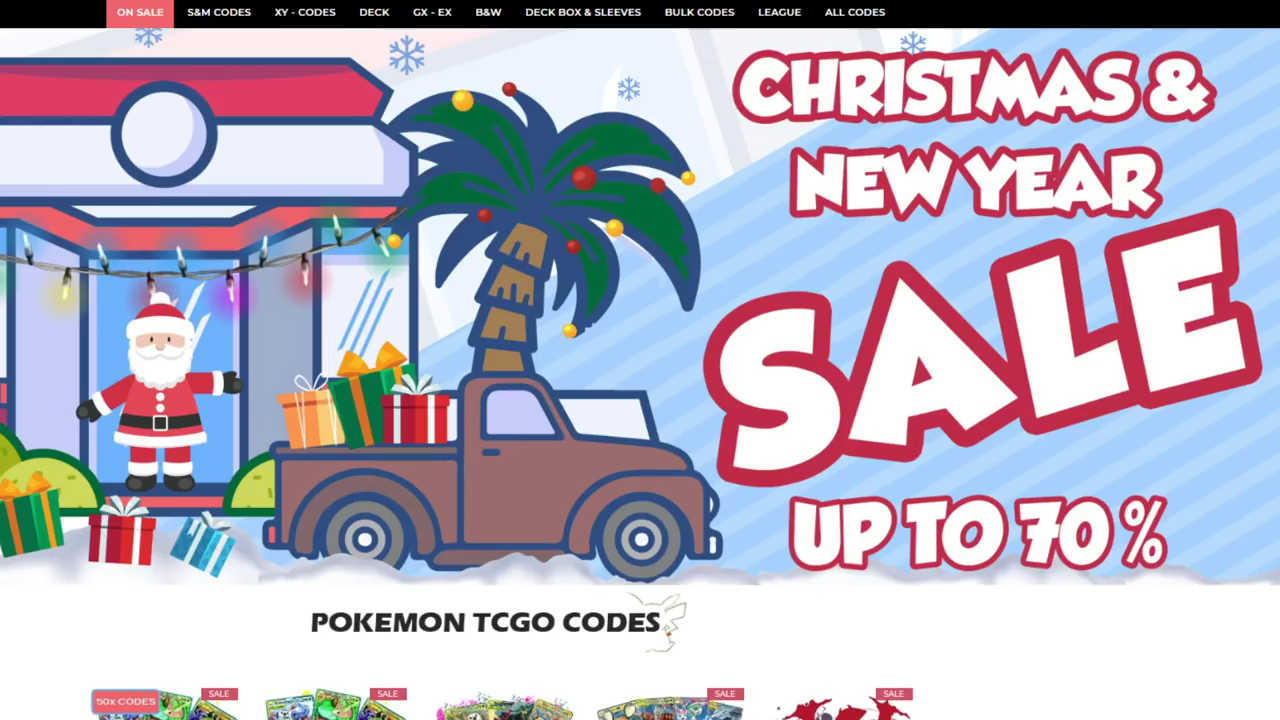 ON SALE S&M CODES XY - CODES DECK GX - EX B&W DECK BOX & SLEEVES BULK CODES LEAGUE ALL CODES
CHRISTMAS &
NEW YEAR
SALE
UP TO 70 %
POKEMON TCGO CODES
50x CODES SALE SALE SALE SALE